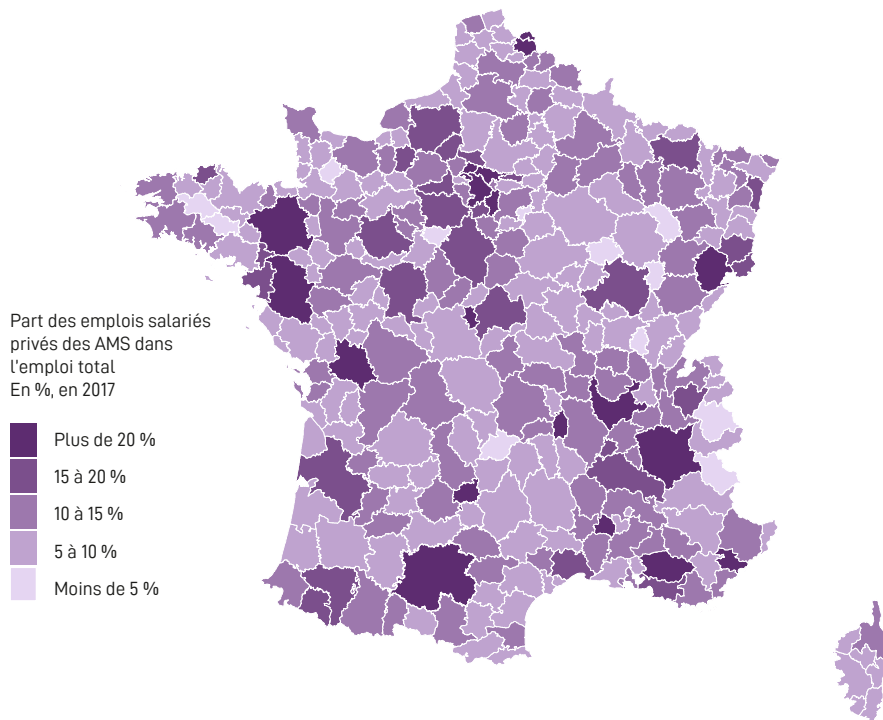 Part des emplois salariés
privés des AMS dans
l'emploi total
En %, en 2017
Plus de 20 %
15 à 20 %
10 à 15 %
5 à 10 %
Moins de 5 %